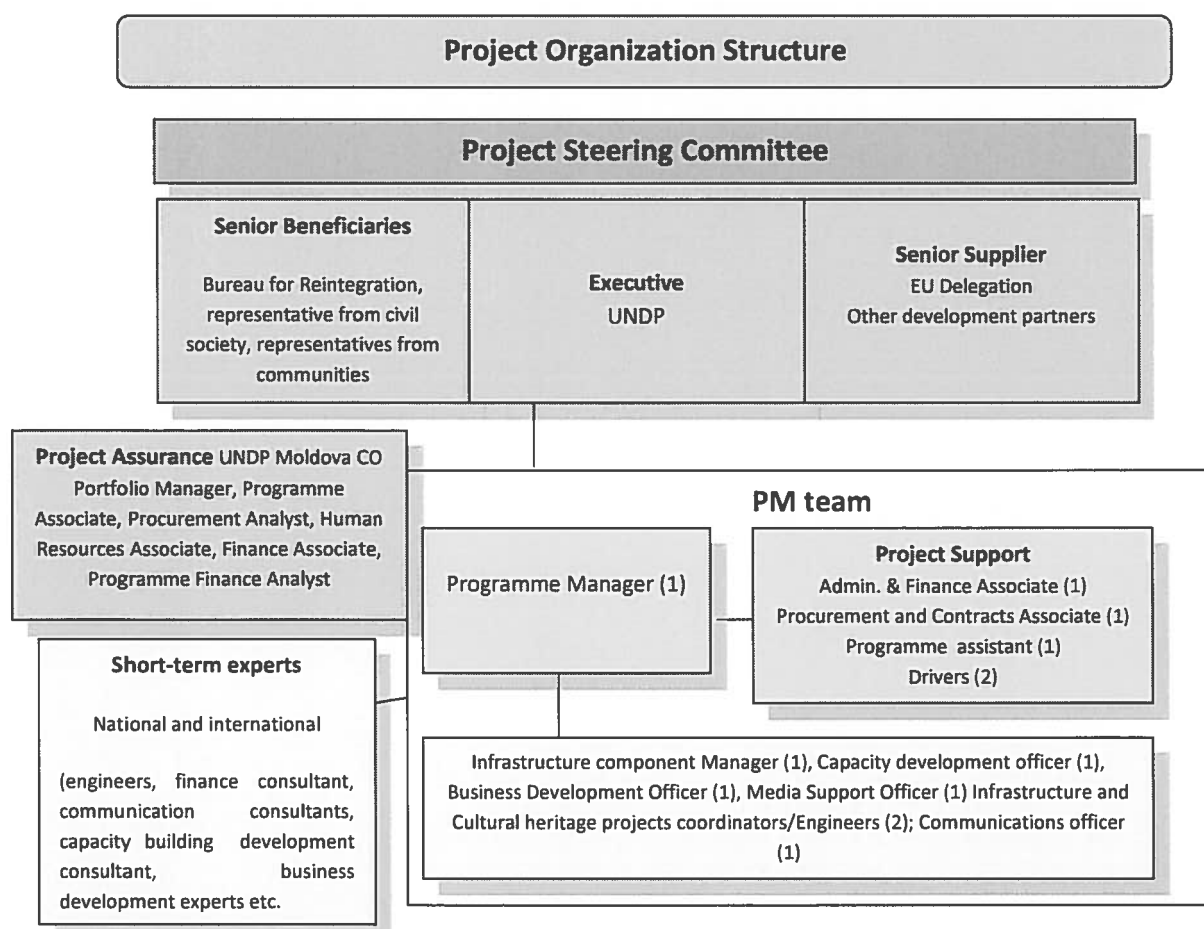 Project Organization Structure
Project Steering Committee
Senior Beneficiaries
Bureau for Reintegration,
representative from civil
society, representatives from
communities
Executive
UNDP
Senior Supplier
EU Delegation
Other development partners
Project Assurance UNDP Moldova CO
Portfolio Manager, Programme
Associate, Procurement Analyst, Human
Resources Associate, Finance Associate,
Programme Finance Analyst
PM team
Programme Manager (1)
Project Support
Admin. & Finance Associate (1)
Procurement and Contracts Associate (1)
Programme assistant (1)
Drivers (2)
Short-term experts
National and international
(engineers, finance consultant,
communication consultants,
capacity building development
consultant, business
development experts etc.
Infrastructure component Manager (1), Capacity development officer (1),
Business Development Officer (1), Media Support Officer (1) Infrastructure and
Cultural heritage projects coordinators/Engineers (2); Communications officer
(1)